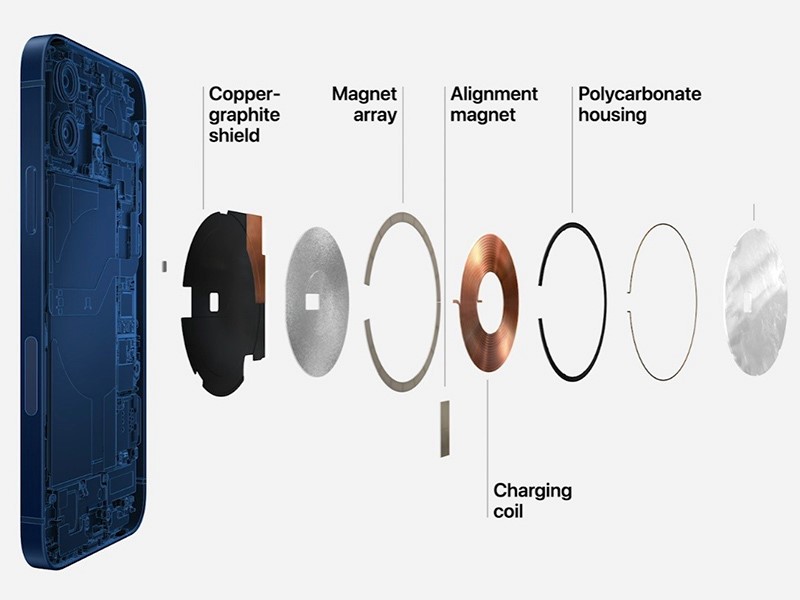 Copper-
graphite
shield
Magnet
array
Alignment
magnet
Polycarbonate
housing
Charging
coil